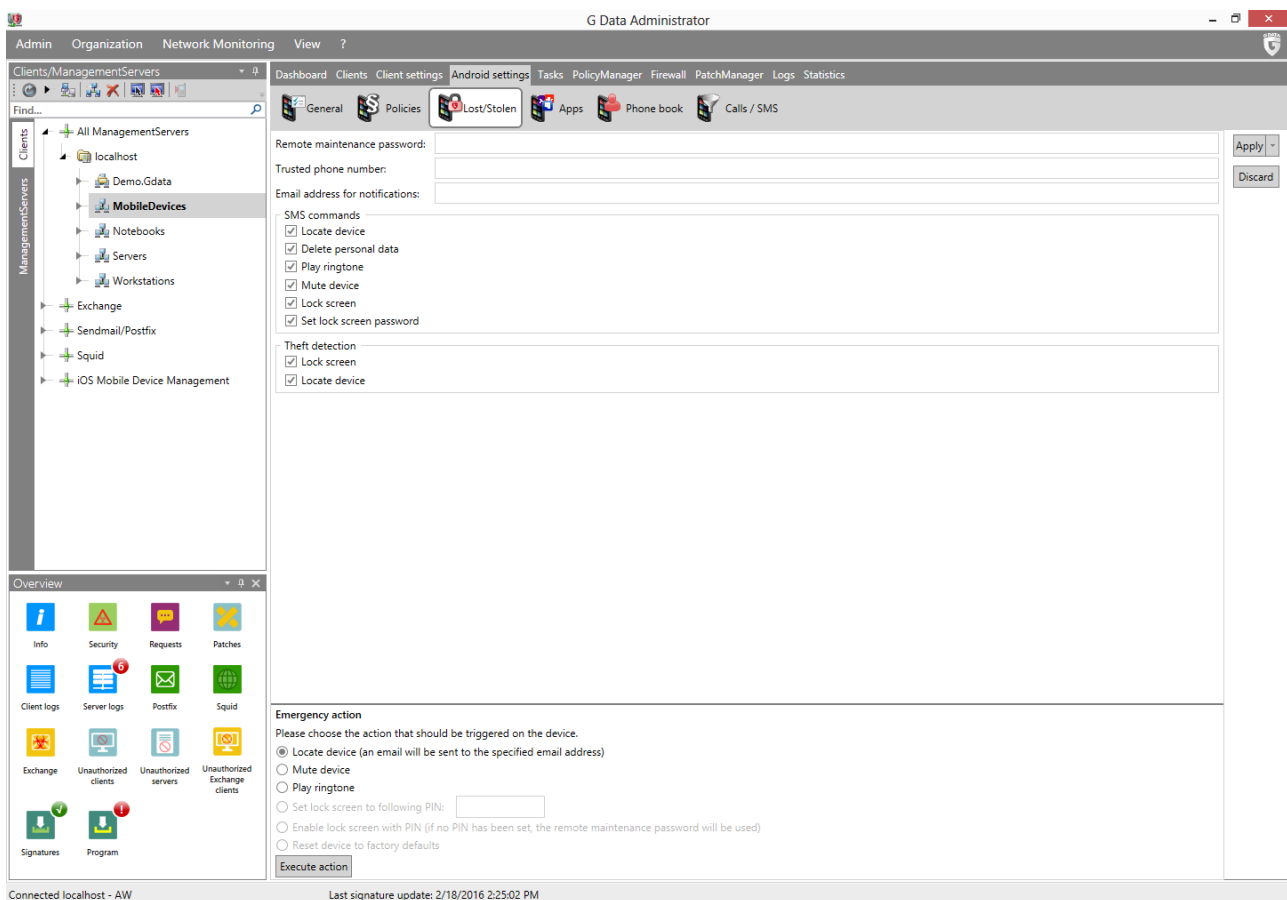 G Data Administrator
Admin Organization Network Monitoring View ?
G DATA
Clients/ManagementServers
Find...
Clients
ManagementServers
All ManagementServers
localhost
Demo.Gdata
MobileDevices
Notebooks
Servers
Workstations
Exchange
Sendmail/Postfix
Squid
iOS Mobile Device Management
Dashboard Clients Client settings Android settings Tasks PolicyManager Firewall PatchManager Logs Statistics
General Policies Lost/Stolen Apps Phone book Calls / SMS
Remote maintenance password:
Trusted phone number:
Email address for notifications:
SMS commands
Locate device
Delete personal data
Play ringtone
Mute device
Lock screen
Set lock screen password
Theft detection
Lock screen
Locate device
Apply
Discard
Overview
Info Security Requests Patches
6
Client logs Server logs Postfix Squid
Exchange Unauthorized clients Unauthorized servers Unauthorized Exchange clients
Signatures Program
Emergency action
Please choose the action that should be triggered on the device.
Locate device (an email will be sent to the specified email address)
Mute device
Play ringtone
Set lock screen to following PIN:
Enable lock screen with PIN (if no PIN has been set, the remote maintenance password will be used)
Reset device to factory defaults
Execute action
Connected localhost - AW Last signature update: 2/18/2016 2:25:02 PM